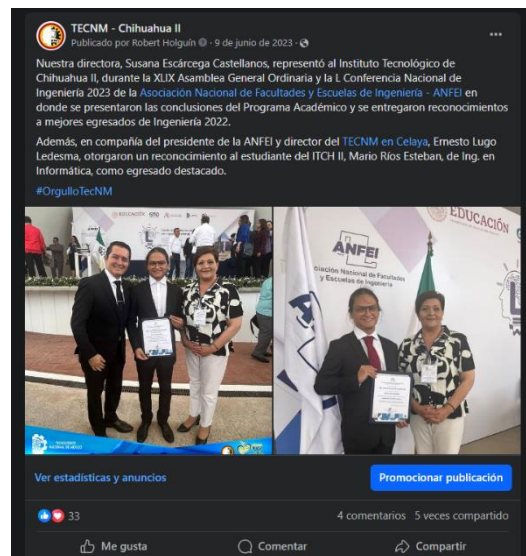 TECNM - Chihuahua II
Publicado por Robert Holguín · 9 de junio de 2023 ·
Nuestra directora, Susana Escárcega Castellanos, representó al Instituto Tecnológico de
Chihuahua II, durante la XLIX Asamblea General Ordinaria y la L Conferencia Nacional de
Ingeniería 2023 de la Asociación Nacional de Facultades y Escuelas de Ingeniería - ANFEI en
donde se presentaron las conclusiones del Programa Académico y se entregaron reconocimientos
a mejores egresados de Ingeniería 2022.
Además, en compañía del presidente de la ANFEI y director del TECNM en Celaya, Ernesto Lugo
Ledesma, otorgaron un reconocimiento al estudiante del ITCH II, Mario Ríos Esteban, de Ing. en
Informática, como egresado destacado.
#OrgulloTecNM
EDUCACIÓN
EDUCACIÓN
ANFEI
Asociación Nacional de Facultades
y Escuelas de Ingeniería
TECNOLÓGICO
NACIONAL DE MÉXICO
Ver estadísticas y anuncios
Promocionar publicación
33
4 comentarios 5 veces compartido
Me gusta
Comentar
Compartir